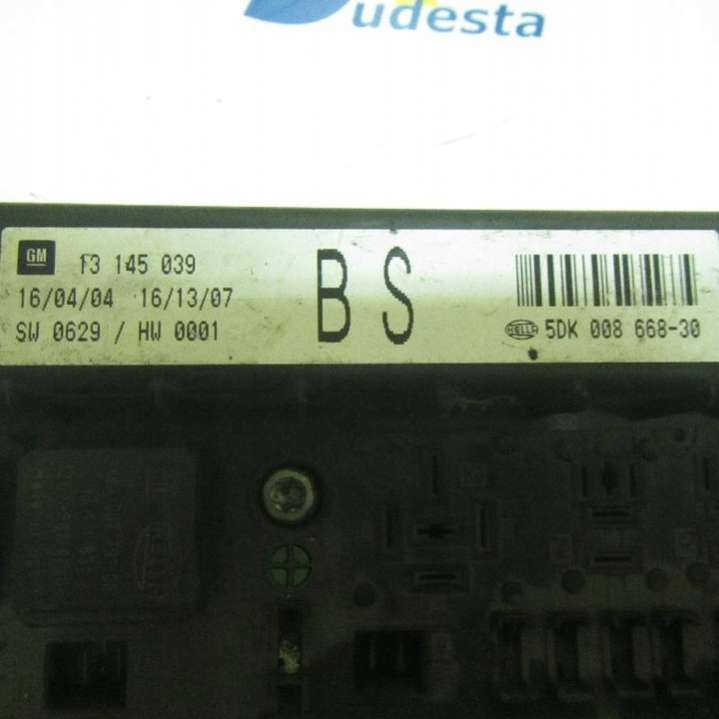 udesta
GM 13 145 039
16/04/04 16/13/07
SW 0629 / HW 0001
B S
HELLA 5DK 008 668-30